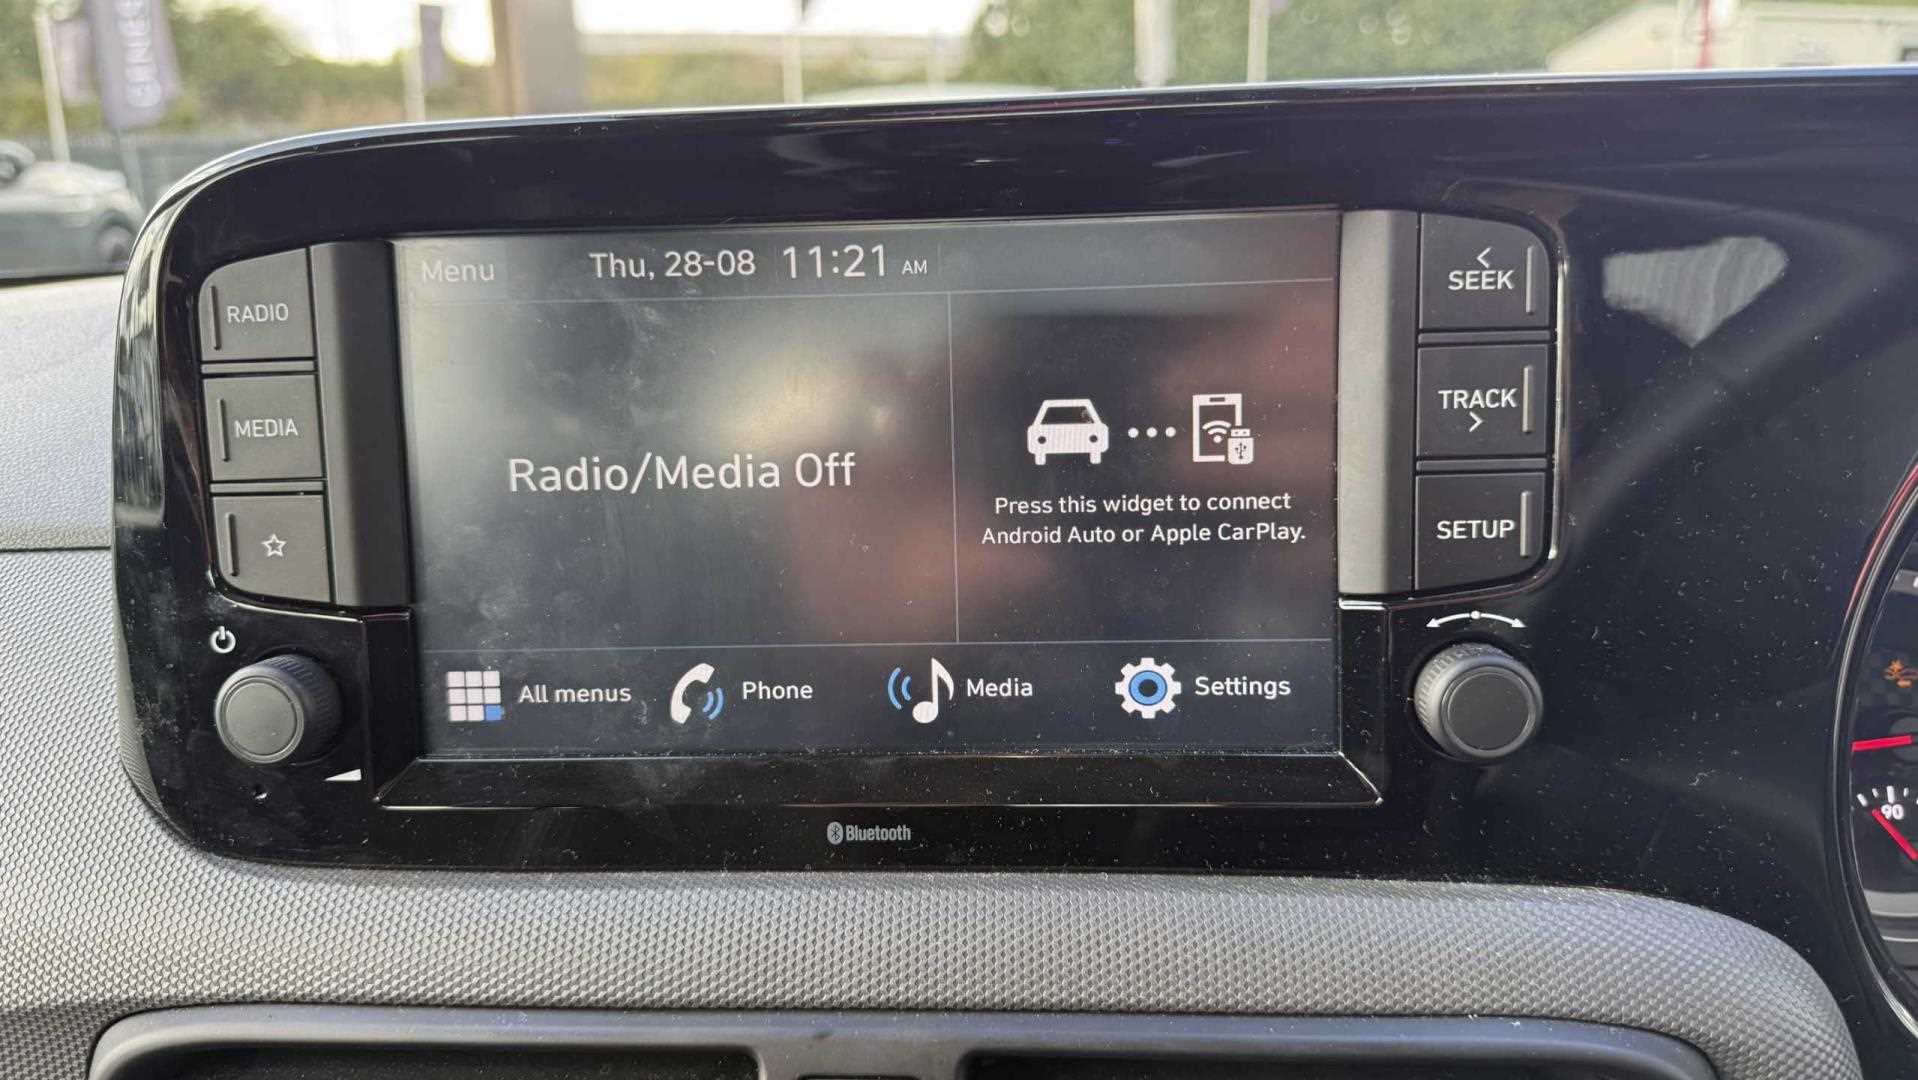 GENESIS
Menu
Thu, 28-08
11:21 AM
RADIO
MEDIA
Radio/Media Off
Press this widget to connect
Android Auto or Apple CarPlay.
All menus
Phone
Media
Settings
< SEEK
TRACK >
SETUP
Bluetooth
90